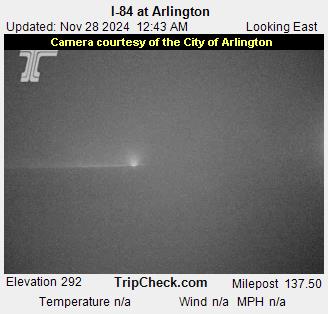 I-84 at Arlington
Updated: Nov 28 2024 12:43 AM Looking East
Camera courtesy of the City of Arlington
Elevation 292 TripCheck.com Milepost 137.50
Temperature n/a Wind n/a MPH n/a